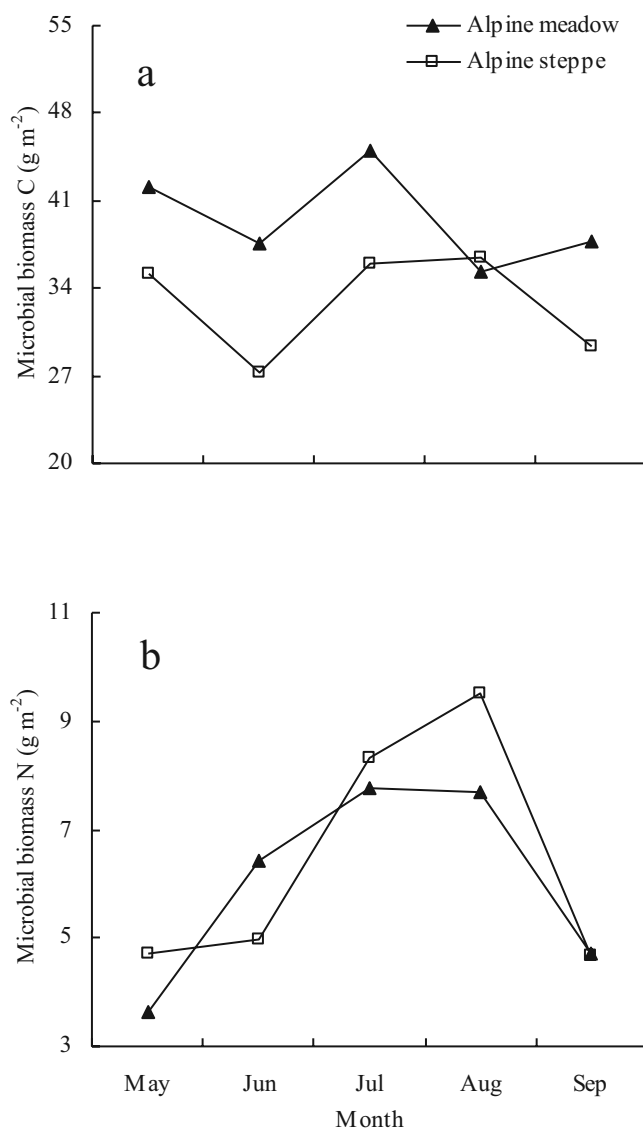 55
Alpine meadow
Alpine steppe
a
48
41
34
27
20
Microbial biomass C (g m-2)
11
b
9
7
5
3
Microbial biomass N (g m-2)
May Jun Jul Aug Sep
Month